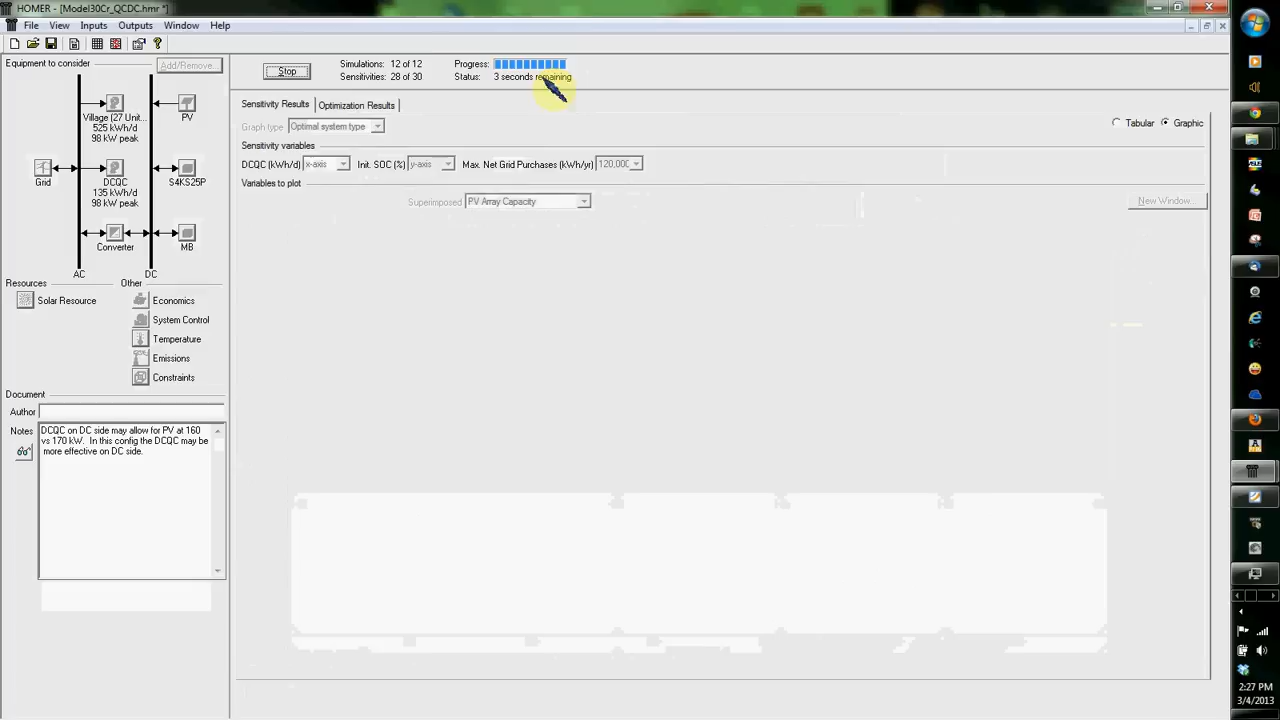 HOMER - [Model30Cr_QCDC.hmr *]
File View Inputs Outputs Window Help
Equipment to consider
Add/Remove...
Stop
Simulations: 12 of 12
Sensitivities: 28 of 30
Progress:
Status: 3 seconds remaining
Village (27 Unit...
525 kWh/d
98 kW peak
PV
Grid
DCQC
135 kWh/d
98 kW peak
S4KS25P
Converter
MB
AC
DC
Resources
Other
Solar Resource
Economics
System Control
Temperature
Emissions
Constraints
Document
Author
Notes
DCQC on DC side may allow for PV at 160
vs 170 kW. In this config the DCQC may be
more effective on DC side.
Sensitivity Results
Optimization Results
Graph type Optimal system type
Tabular
Graphic
Sensitivity variables
DCQC (kWh/d) x-axis Init. SOC (%) y-axis Max. Net Grid Purchases (kWh/yr) 120,000
Variables to plot
Superimposed PV Array Capacity
New Window...
2:27 PM
3/4/2013